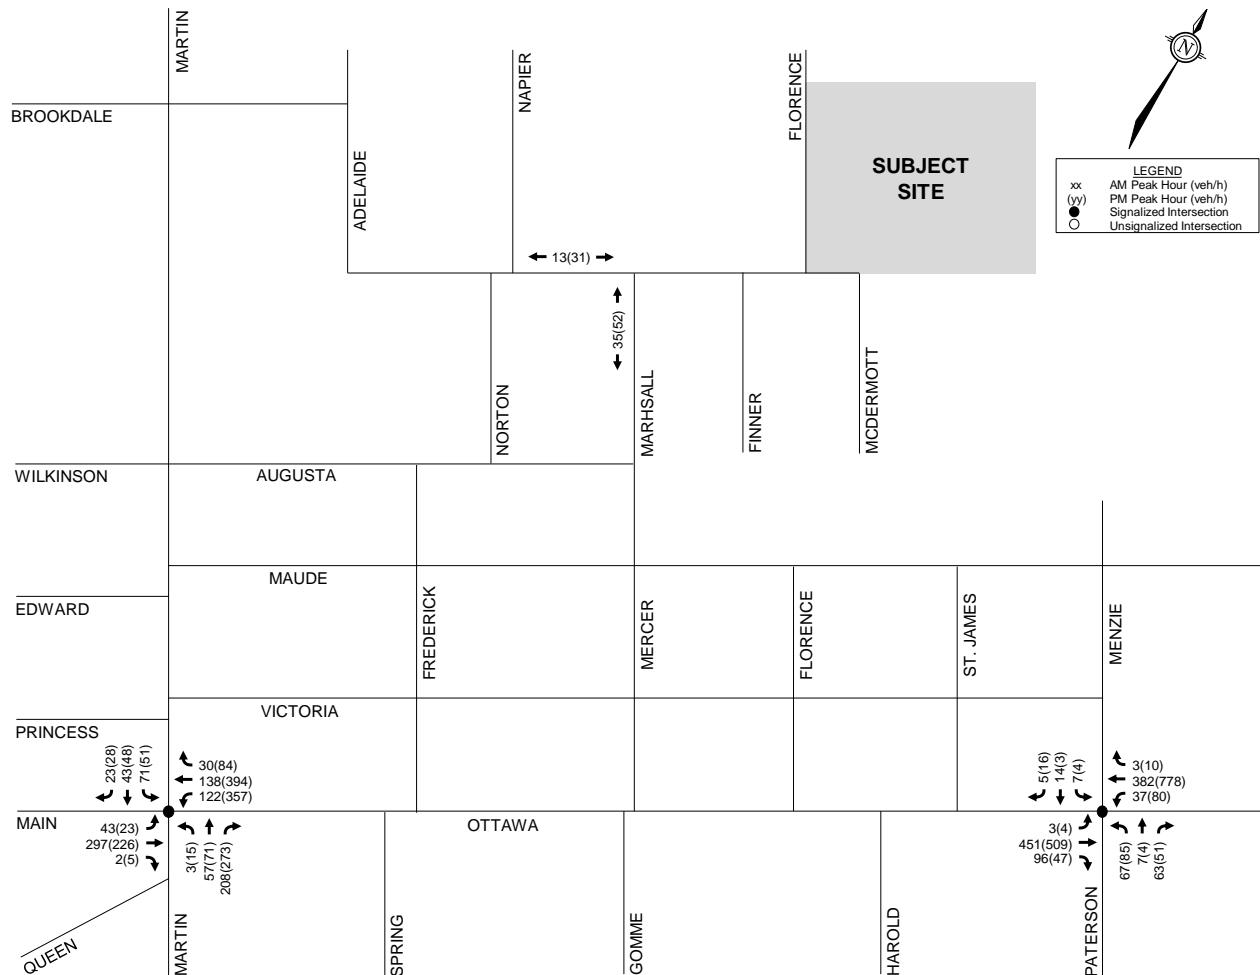 MARTIN
NAPIER
FLORENCE
N
BROOKDALE
ADELAIDE
SUBJECT
SITE
LEGEND
xx AM Peak Hour (veh/h)
(yy) PM Peak Hour (veh/h)
Signalized Intersection
Unsignalized Intersection
13(31)
35(52)
NORTON
MARHSALL
FINNER
MCDERMOTT
WILKINSON
AUGUSTA
MAUDE
EDWARD
FREDERICK
MERCER
FLORENCE
ST. JAMES
MENZIE
VICTORIA
PRINCESS
23(28)
43(48)
71(51)
30(84)
138(394)
122(357)
5(16)
14(3)
7(4)
3(10)
382(778)
37(80)
MAIN
OTTAWA
43(23)
297(226)
2(5)
3(15)
57(71)
208(273)
3(4)
451(509)
96(47)
67(85)
7(4)
63(51)
QUEEN
MARTIN
SPRING
GOMME
HAROLD
PATERSON